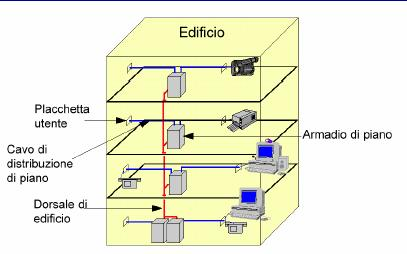 Edificio
Placchetta
utente
Armadio di piano
Cavo di
distribuzione
di piano
Dorsale di
edificio